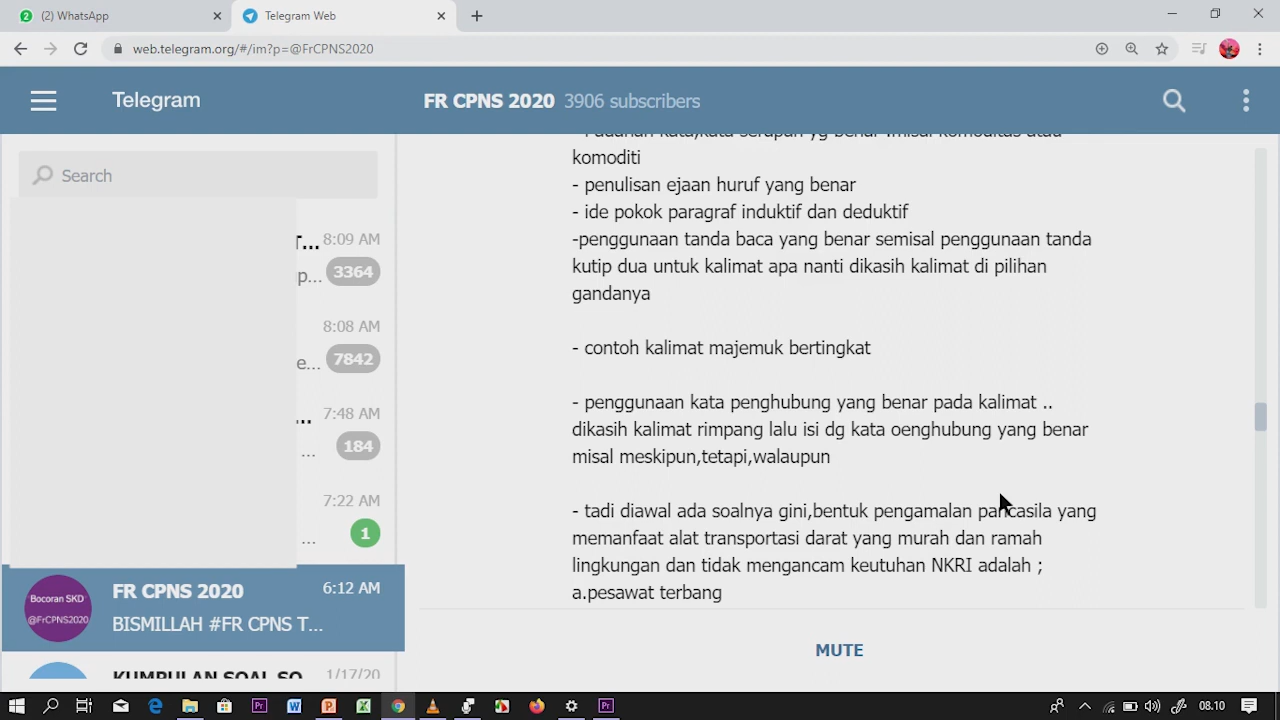 (2) WhatsApp
Telegram Web
web.telegram.org/#/im?p=@FrCPNS2020
Telegram
FR CPNS 2020 3906 subscribers
Search
T... 8:09 AM
p... 3364
8:08 AM
e... 7842
... 7:48 AM
... 184
7:22 AM
... 1
Bocoran SKD
@FrCPNS2020
FR CPNS 2020 6:12 AM
BISMILLAH #FR CPNS T...
KUMPULAN SOAL SO 1/17/20
komoditi
- penulisan ejaan huruf yang benar
- ide pokok paragraf induktif dan deduktif
-penggunaan tanda baca yang benar semisal penggunaan tanda
kutip dua untuk kalimat apa nanti dikasih kalimat di pilihan
gandanya
- contoh kalimat majemuk bertingkat
- penggunaan kata penghubung yang benar pada kalimat ..
dikasih kalimat rimpang lalu isi dg kata oenghubung yang benar
misal meskipun,tetapi,walaupun
- tadi diawal ada soalnya gini,bentuk pengamalan pancasila yang
memanfaat alat transportasi darat yang murah dan ramah
lingkungan dan tidak mengancam keutuhan NKRI adalah ;
a.pesawat terbang
MUTE
08.10